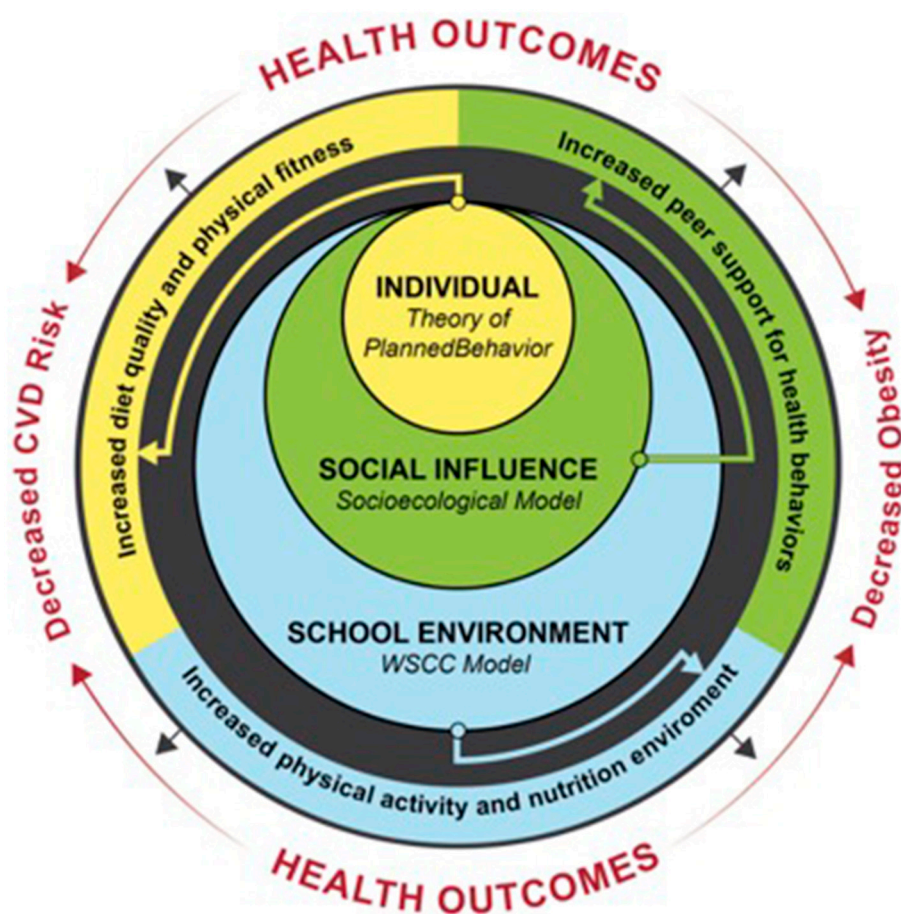 HEALTH OUTCOMES
Increased diet quality and physical fitness
Increased peer support for health behaviors
INDIVIDUAL
Theory of
PlannedBehavior
Decreased CVD Risk
Decreased Obesity
SOCIAL INFLUENCE
Socioecological Model
SCHOOL ENVIRONMENT
WSCC Model
Increased physical activity and nutrition enviroment
HEALTH OUTCOMES